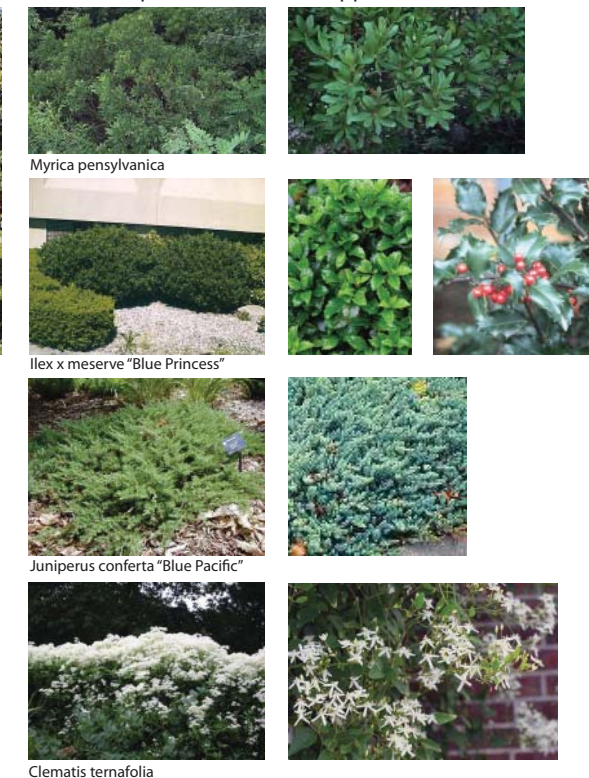 Myrica pensylvanica
Ilex x meserve “Blue Princess”
Juniperus conferta “Blue Pacific”
Clematis ternafolia